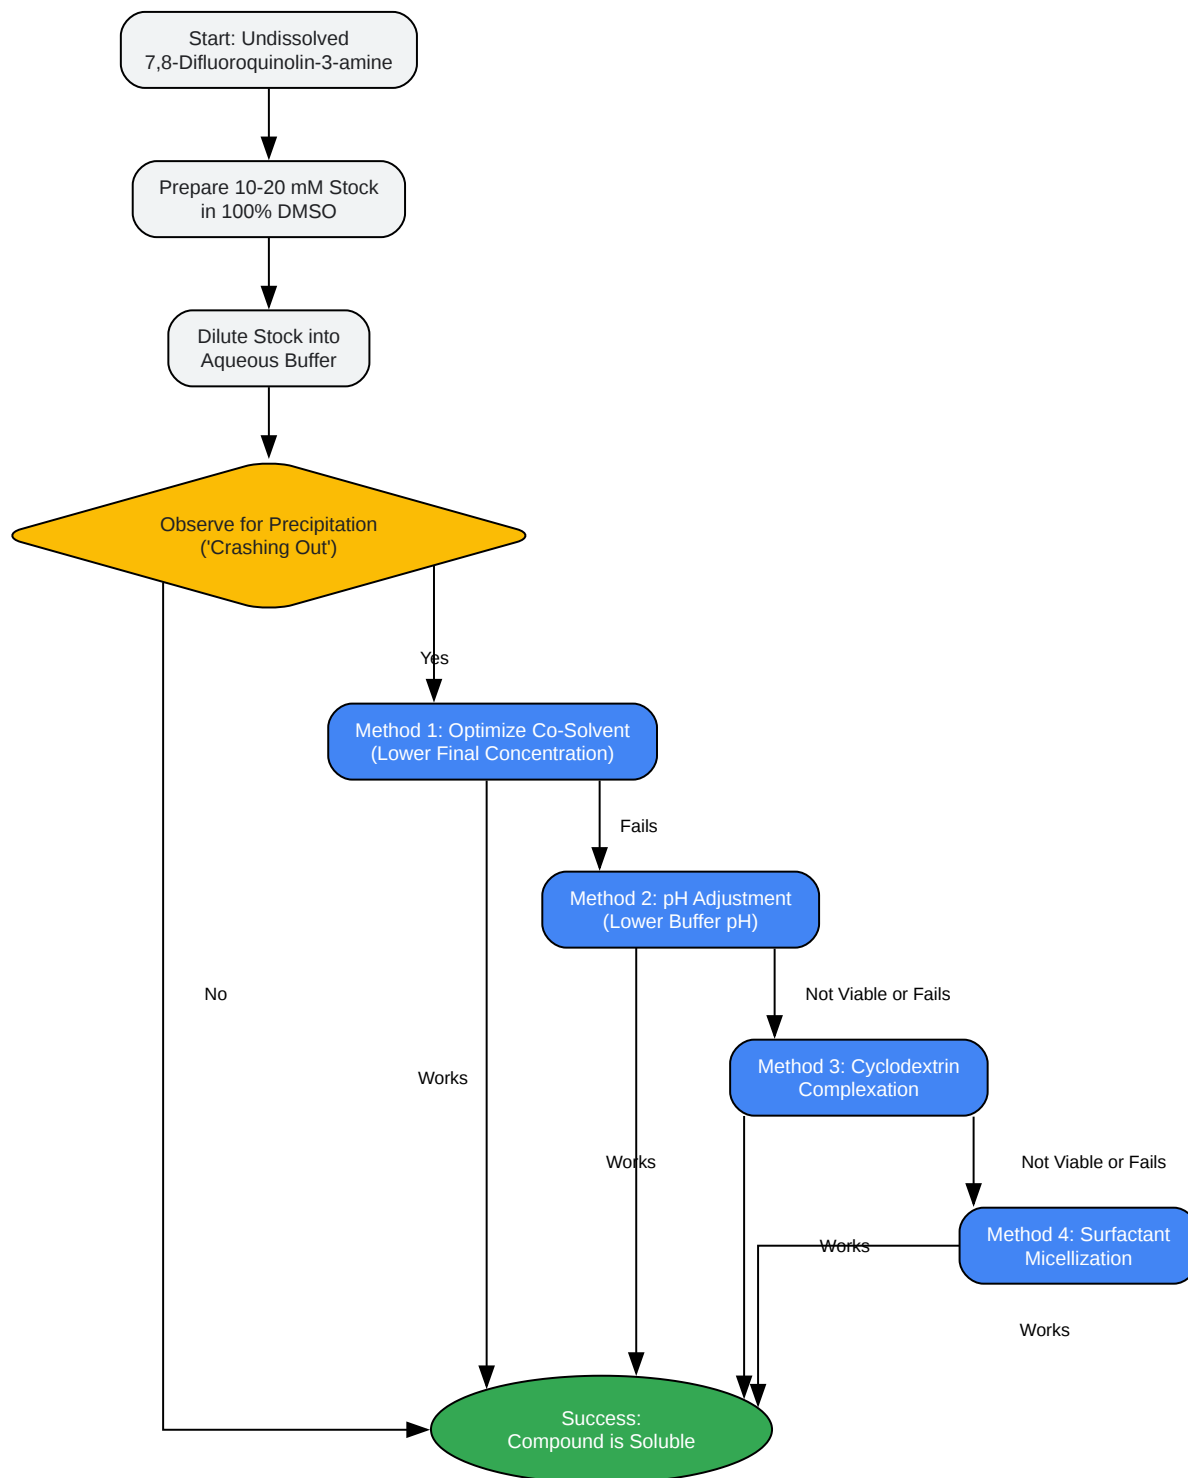 Start: Undissolved
7,8-Difluoroquinolin-3-amine
Prepare 10-20 mM Stock
in 100% DMSO
Dilute Stock into
Aqueous Buffer
Observe for Precipitation
('Crashing Out')
Yes
Method 1: Optimize Co-Solvent
(Lower Final Concentration)
Fails
Method 2: pH Adjustment
(Lower Buffer pH)
No
Not Viable or Fails
Method 3: Cyclodextrin
Complexation
Works
Works
Not Viable or Fails
Method 4: Surfactant
Micellization
Works
Works
Success:
Compound is Soluble